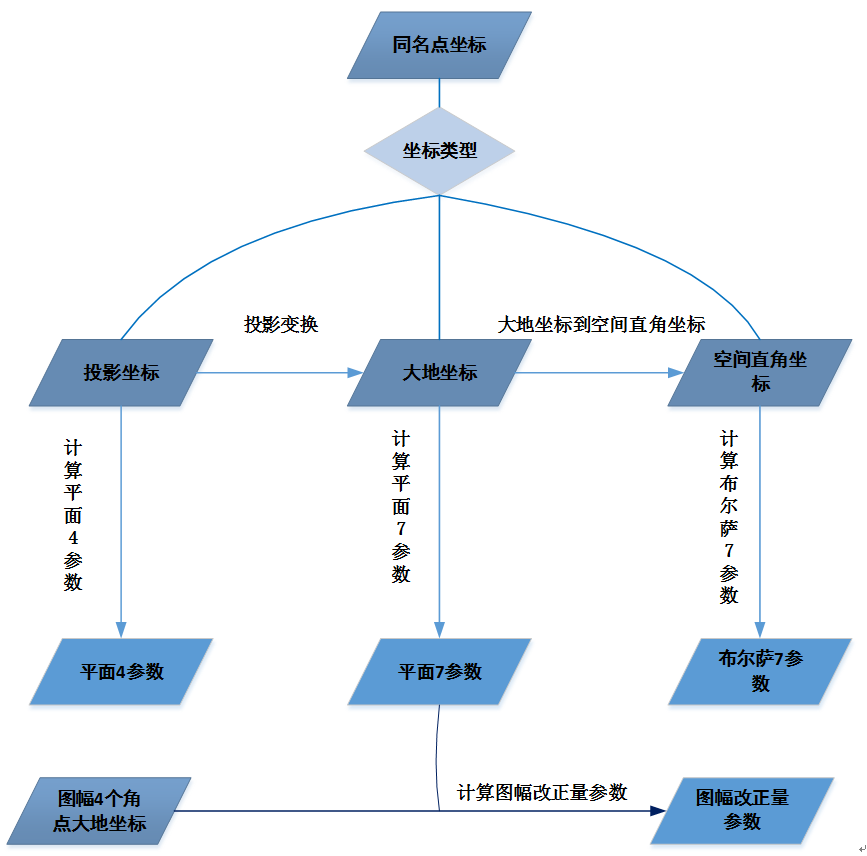 同名点坐标
坐标类型
投影变换
大地坐标到空间直角坐标
投影坐标
大地坐标
空间直角坐
标
计算平面4参数
计算平面7参数
计算布尔萨7参数
平面4参数
平面7参数
布尔萨7参
数
图幅4个角
点大地坐标
计算图幅改正量参数
图幅改正量
参数